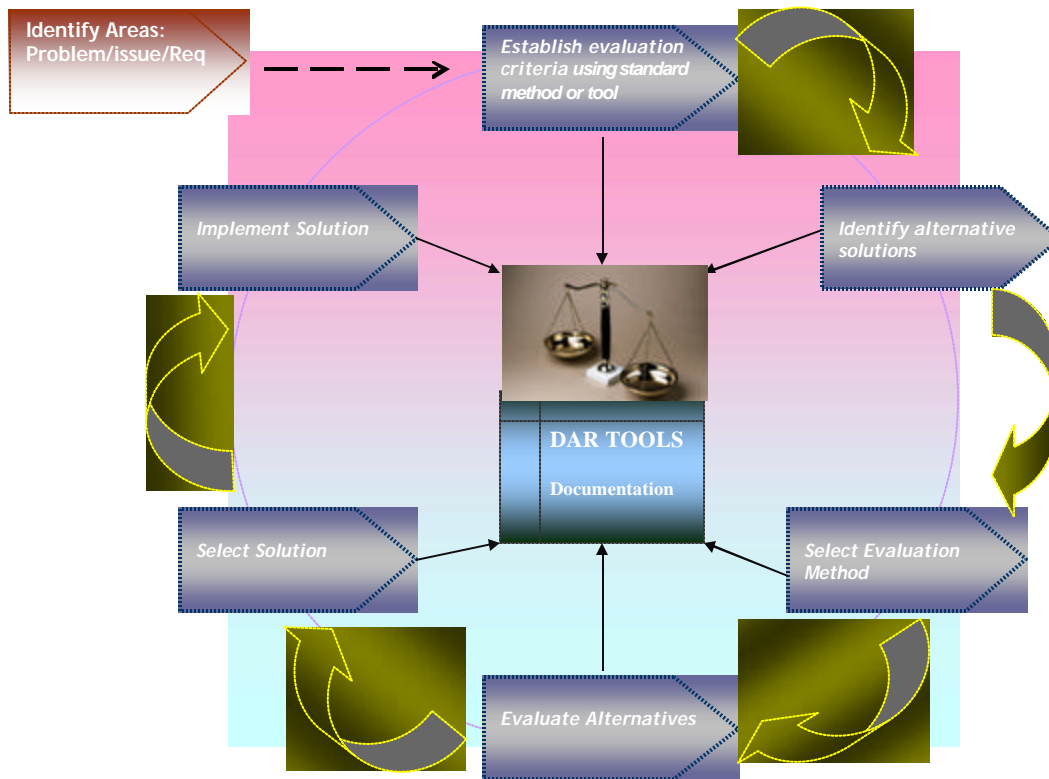 Identify Areas:
Problem/issue/Req
Establish evaluation
criteria using standard
method or tool
Identify alternative
solutions
Select Evaluation
Method
Evaluate Alternatives
Select Solution
Implement Solution
DAR TOOLS
Documentation